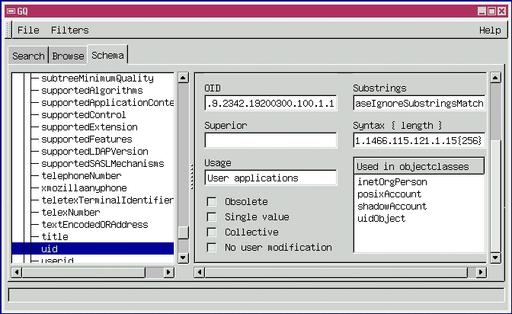 GQ
File Filters Help
Search Browse Schema
subtreeMinimumQuality
supportedAlgorithms
supportedApplicationConte
supportedControl
supportedExtension
supportedFeatures
supportedLDAPVersion
supportedSASLMechanisms
telephoneNumber
xmozillaanyphone
teletexTerminalIdentifier
telexNumber
textEncodedORAddress
title
uid
userid
OID
.9.2342.19200300.100.1.1
Superior
Usage
User applications
Obsolete
Single value
Collective
No user modification
Substrings
aseIgnoreSubstringsMatch
Syntax { length }
1.1466.115.121.1.15{256}
Used in objectclasses
inetOrgPerson
posixAccount
shadowAccount
uidObject